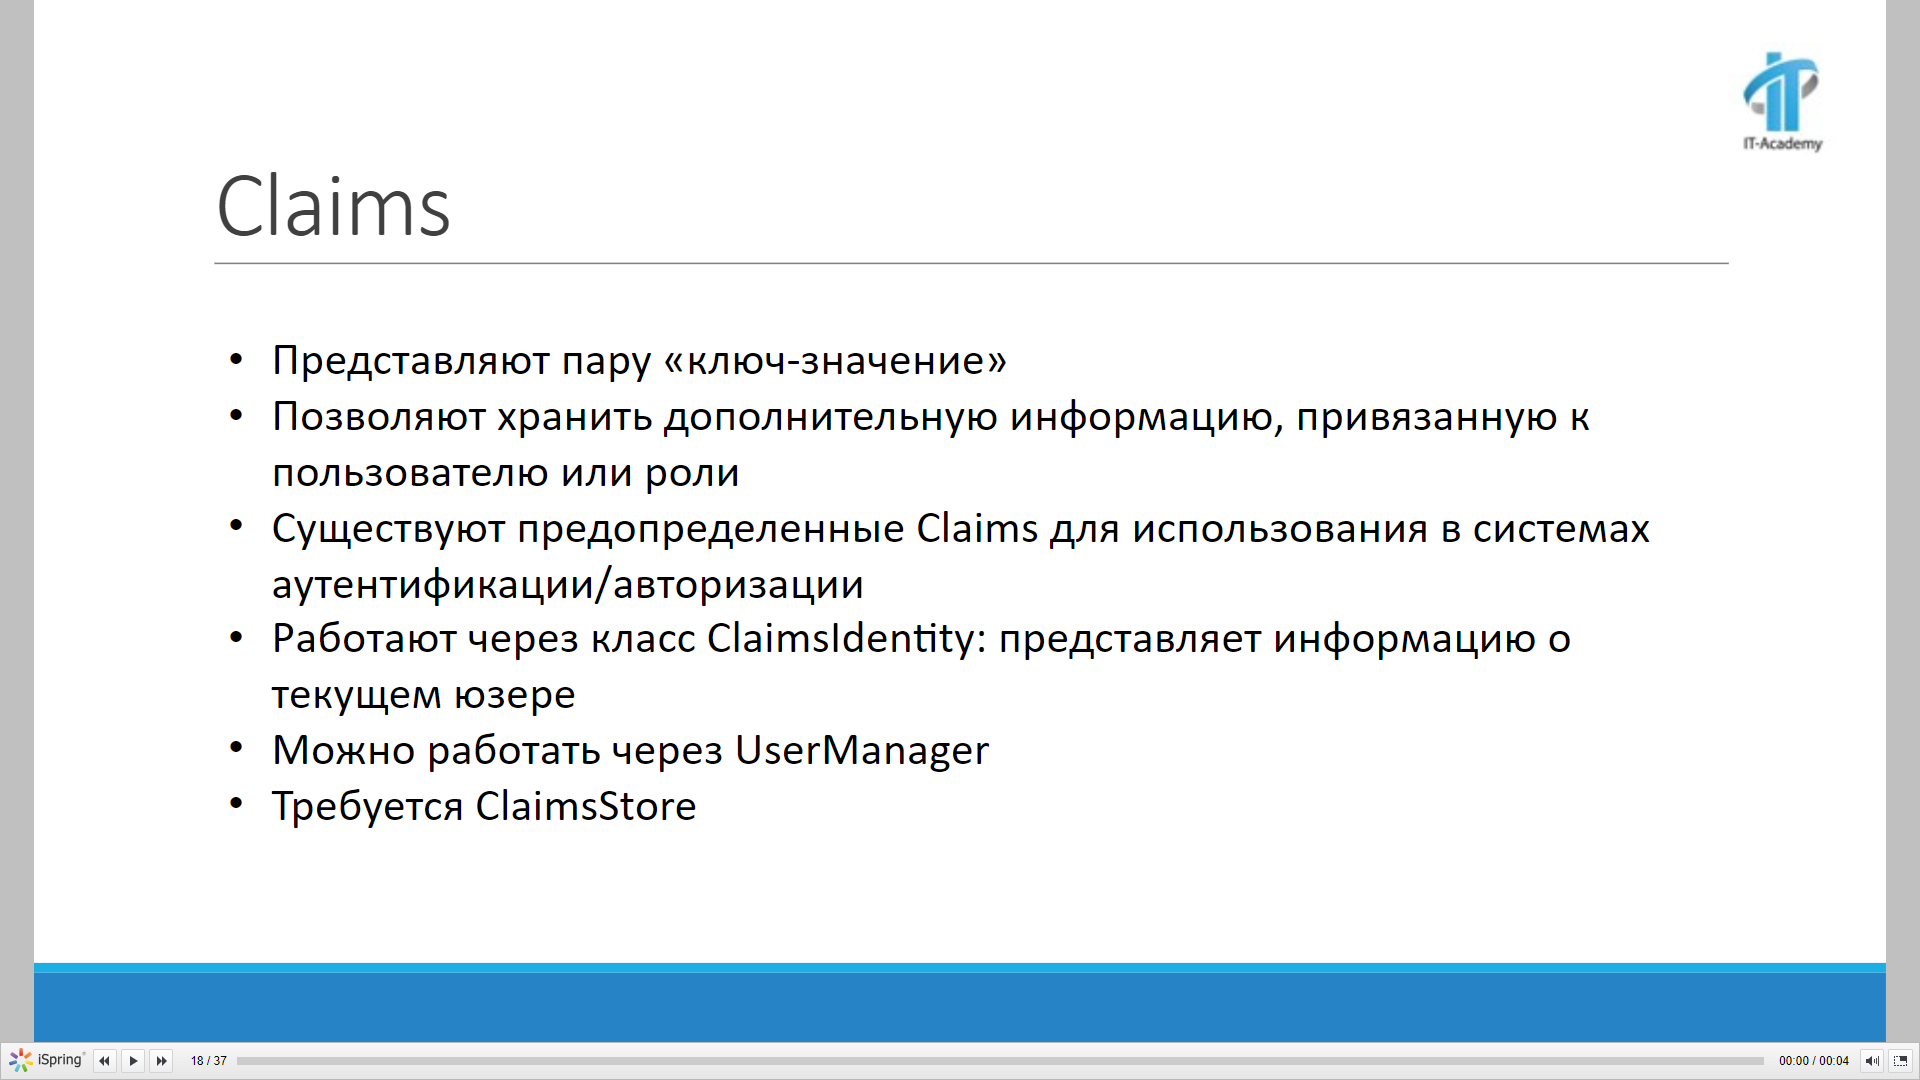 IT-Academy
Claims
• Представляют пару «ключ-значение»
• Позволяют хранить дополнительную информацию, привязанную к
пользователю или роли
• Существуют предопределенные Claims для использования в системах
аутентификации/авторизации
• Работают через класс ClaimsIdentity: представляет информацию о
текущем юзере
• Можно работать через UserManager
• Требуется ClaimsStore
iSpring 18 / 37 00:00 / 00:04